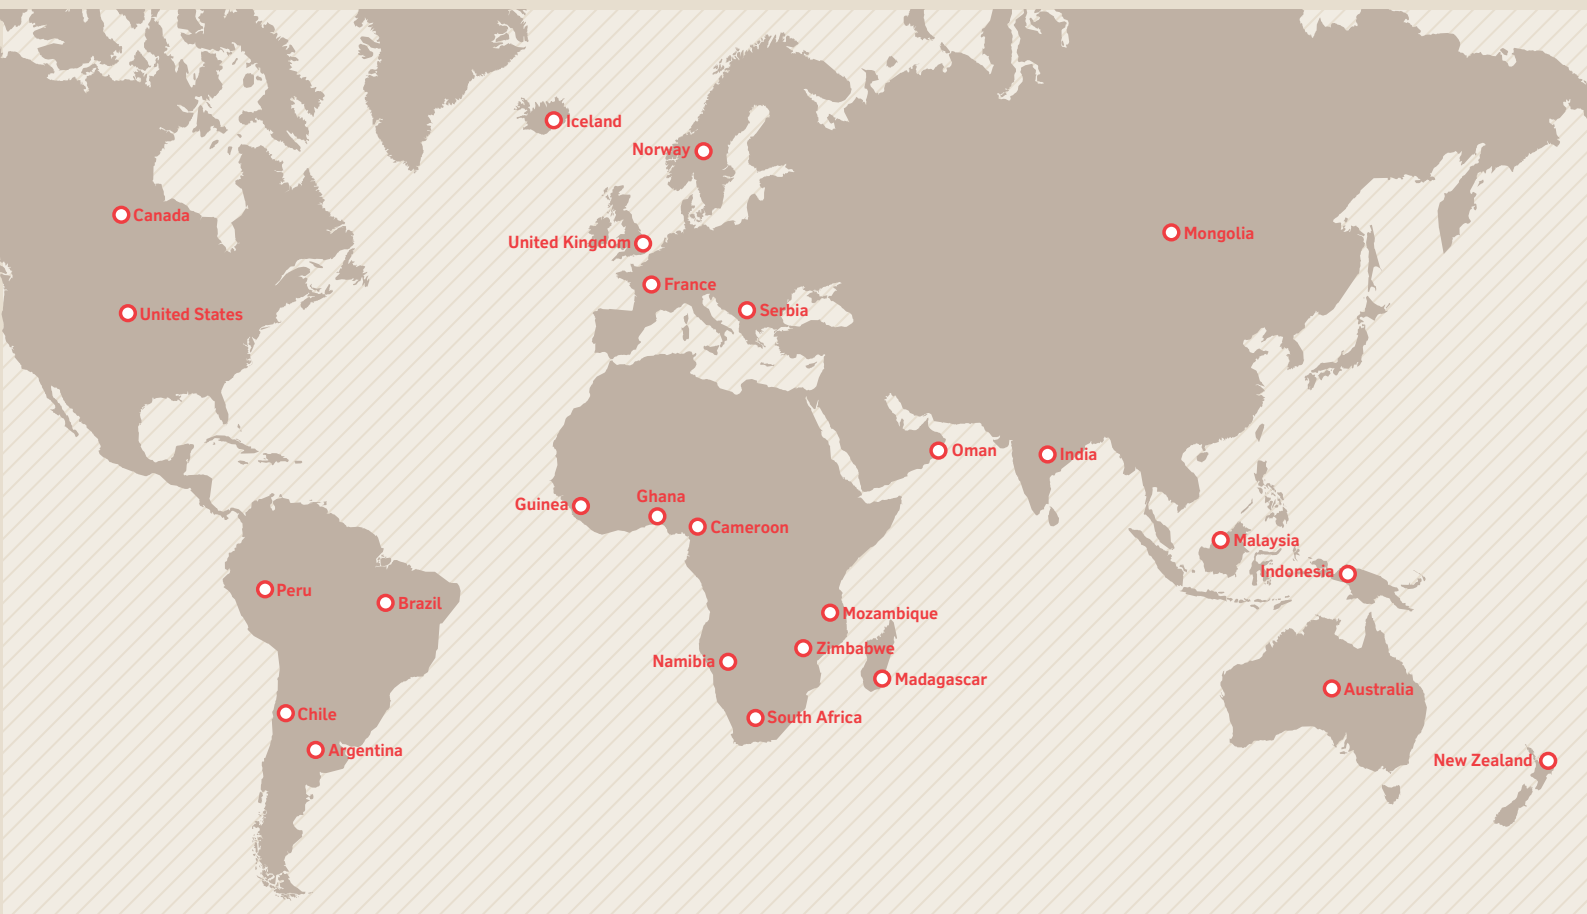 Iceland
Norway
Canada
Mongolia
United Kingdom
France
Serbia
United States
Oman
India
Ghana
Guinea
Cameroon
Malaysia
Indonesia
Peru
Brazil
Mozambique
Zimbabwe
Namibia
Madagascar
Australia
Chile
South Africa
Argentina
New Zealand